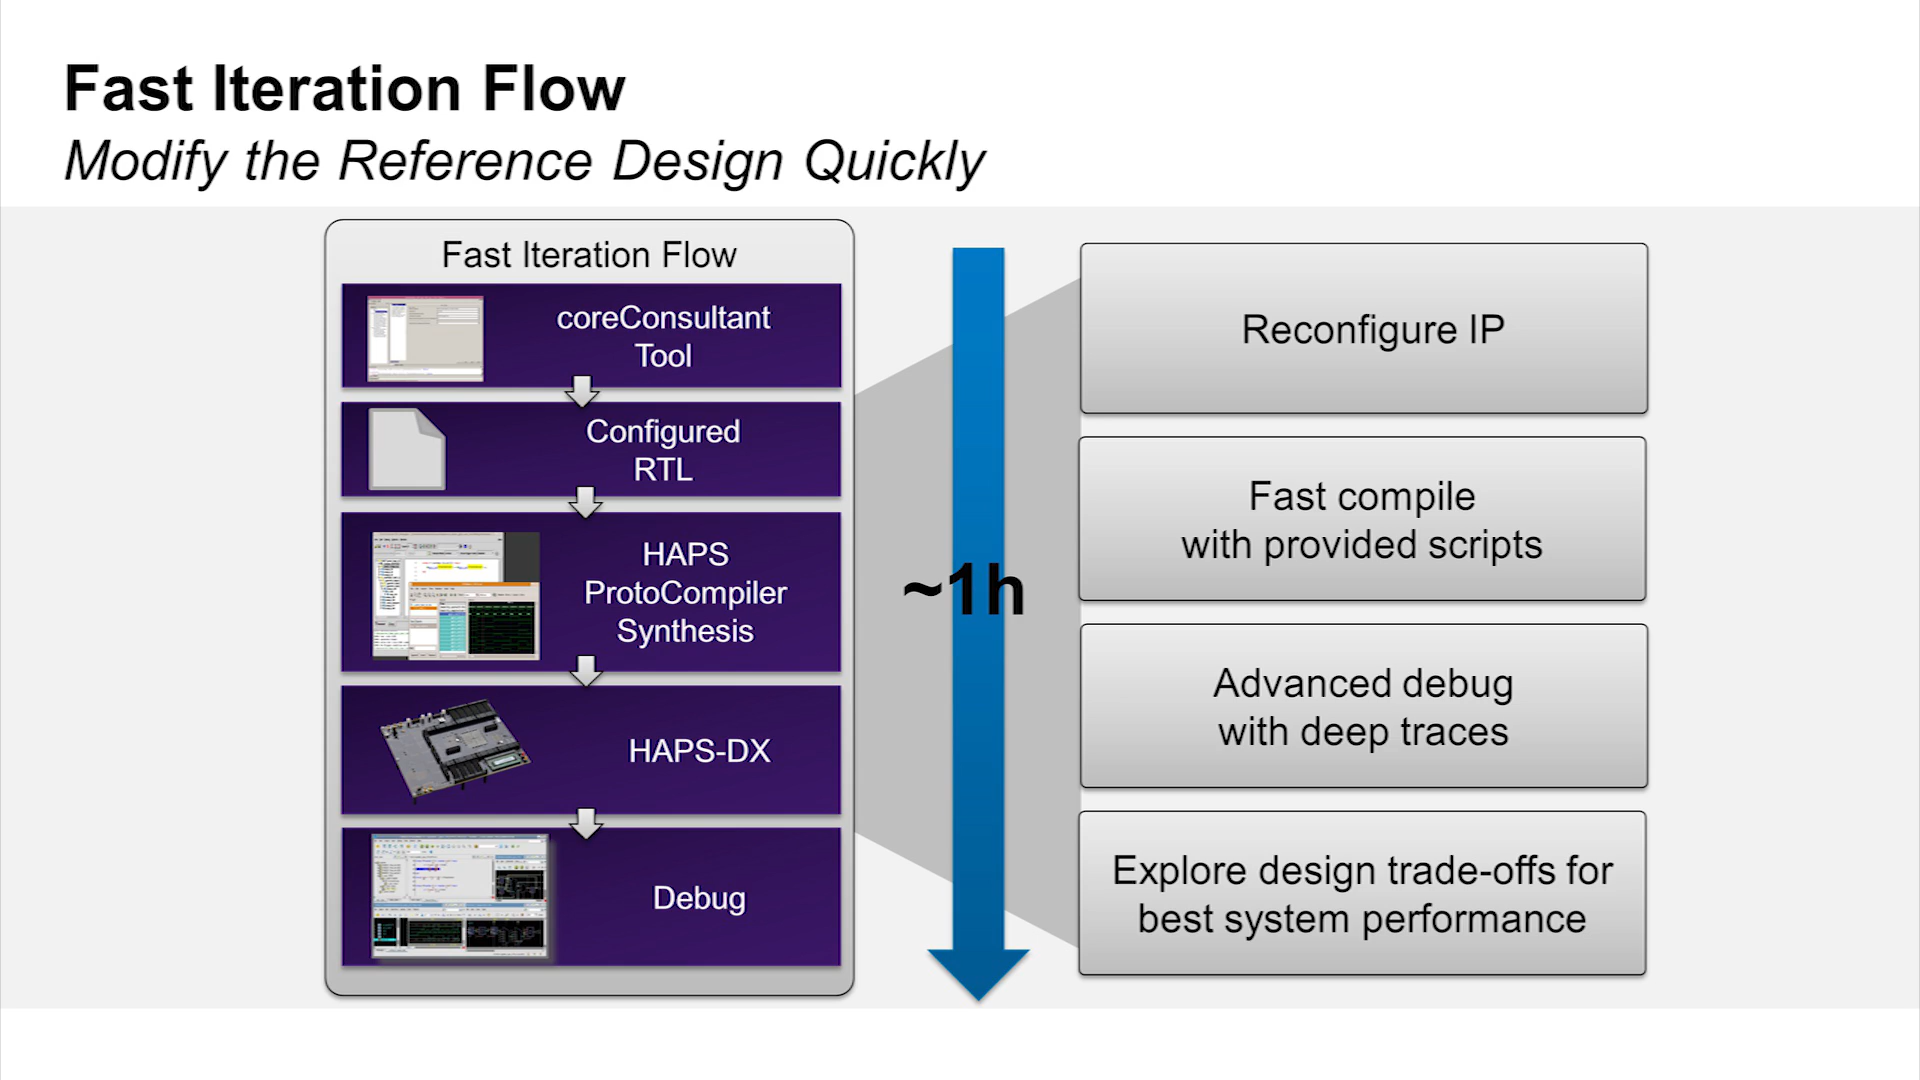 Fast Iteration Flow
Modify the Reference Design Quickly
Fast Iteration Flow
coreConsultant
Tool
Configured
RTL
HAPS
ProtoCompiler
Synthesis
HAPS-DX
Debug
~1h
Reconfigure IP
Fast compile
with provided scripts
Advanced debug
with deep traces
Explore design trade-offs for
best system performance